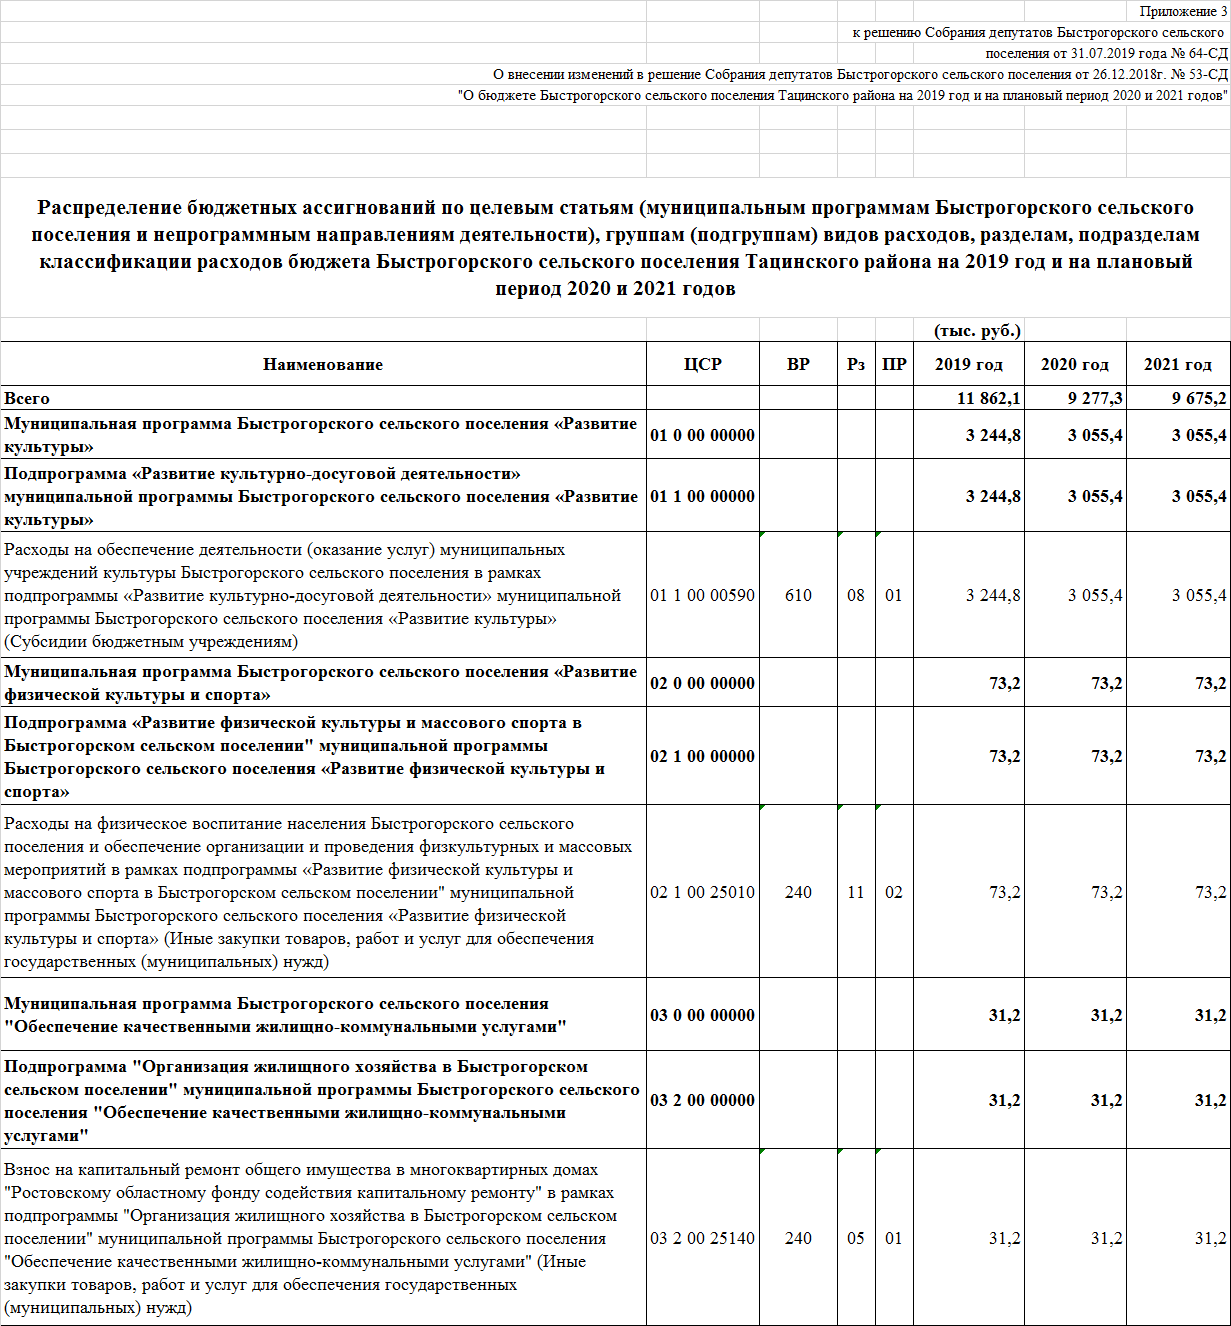 Приложение 3
к решению Собрания депутатов Быстрогорского сельского
поселения от 31.07.2019 года № 64-СД
О внесении изменений в решение Собрания депутатов Быстрогорского сельского поселения от 26.12.2018г. № 53-СД
"О бюджете Быстрогорского сельского поселения Тацинского района на 2019 год и на плановый период 2020 и 2021 годов"
Распределение бюджетных ассигнований по целевым статьям (муниципальным программам Быстрогорского сельского
поселения и непрограммным направлениям деятельности), группам (подгруппам) видов расходов, разделам, подразделам
классификации расходов бюджета Быстрогорского сельского поселения Тацинского района на 2019 год и на плановый
период 2020 и 2021 годов
(тыс. руб.)
Наименование ЦСР ВР Рз ПР 2019 год 2020 год 2021 год
Всего 11 862,1 9 277,3 9 675,2
Муниципальная программа Быстрогорского сельского поселения «Развитие
культуры»
01 0 00 00000 3 244,8 3 055,4 3 055,4
Подпрограмма «Развитие культурно-досуговой деятельности»
муниципальной программы Быстрогорского сельского поселения «Развитие
культуры»
01 1 00 00000 3 244,8 3 055,4 3 055,4
Расходы на обеспечение деятельности (оказание услуг) муниципальных
учреждений культуры Быстрогорского сельского поселения в рамках
подпрограммы «Развитие культурно-досуговой деятельности» муниципальной
программы Быстрогорского сельского поселения «Развитие культуры»
(Субсидии бюджетным учреждениям)
01 1 00 00590 610 08 01 3 244,8 3 055,4 3 055,4
Муниципальная программа Быстрогорского сельского поселения «Развитие
физической культуры и спорта»
02 0 00 00000 73,2 73,2 73,2
Подпрограмма «Развитие физической культуры и массового спорта в
Быстрогорском сельском поселении" муниципальной программы
Быстрогорского сельского поселения «Развитие физической культуры и
спорта»
02 1 00 00000 73,2 73,2 73,2
Расходы на физическое воспитание населения Быстрогорского сельского
поселения и обеспечение организации и проведения физкультурных и массовых
мероприятий в рамках подпрограммы «Развитие физической культуры и
массового спорта в Быстрогорском сельском поселении" муниципальной
программы Быстрогорского сельского поселения «Развитие физической
культуры и спорта» (Иные закупки товаров, работ и услуг для обеспечения
государственных (муниципальных) нужд)
02 1 00 25010 240 11 02 73,2 73,2 73,2
Муниципальная программа Быстрогорского сельского поселения
"Обеспечение качественными жилищно-коммунальными услугами"
03 0 00 00000 31,2 31,2 31,2
Подпрограмма "Организация жилищного хозяйства в Быстрогорском
сельском поселении" муниципальной программы Быстрогорского сельского
поселения "Обеспечение качественными жилищно-коммунальными
услугами"
03 2 00 00000 31,2 31,2 31,2
Взнос на капитальный ремонт общего имущества в многоквартирных домах
"Ростовскому областному фонду содействия капитальному ремонту" в рамках
подпрограммы "Организация жилищного хозяйства в Быстрогорском сельском
поселении" муниципальной программы Быстрогорского сельского поселения
"Обеспечение качественными жилищно-коммунальными услугами" (Иные
закупки товаров, работ и услуг для обеспечения государственных
(муниципальных) нужд)
03 2 00 25140 240 05 01 31,2 31,2 31,2